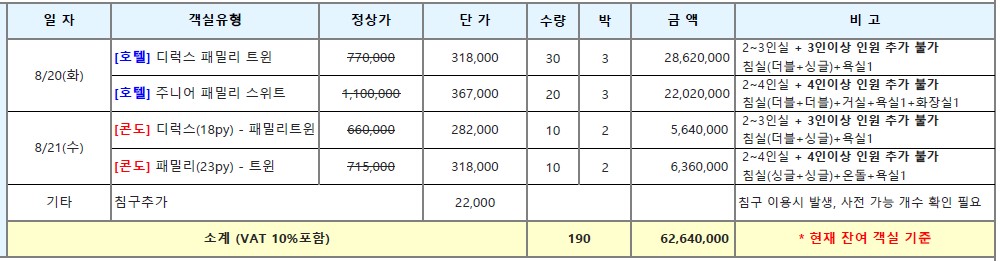 일 자 객실유형 정상가 단 가 수량 박 금 액 비 고
8/20(화) [호텔] 디럭스 패밀리 트윈 770,000 318,000 30 3 28,620,000 2~3인실 + 3인이상 인원 추가 불가
침실(더블+싱글)+욕실1
[호텔] 주니어 패밀리 스위트 1,100,000 367,000 20 3 22,020,000 2~4인실 + 4인이상 인원 추가 불가
침실(더블+더블)+거실+욕실1+화장실1
8/21(수) [콘도] 디럭스(18py) - 패밀리트윈 660,000 282,000 10 2 5,640,000 2~3인실 + 3인이상 인원 추가 불가
침실(더블+싱글)+욕실1
[콘도] 패밀리(23py) - 트윈 715,000 318,000 10 2 6,360,000 2~4인실 + 4인이상 인원 추가 불가
침실(싱글+싱글)+온돌+욕실1
기타 침구추가 22,000 침구 이용시 발생, 사전 가능 개수 확인 필요
소계 (VAT 10%포함) 190 62,640,000 * 현재 잔여 객실 기준